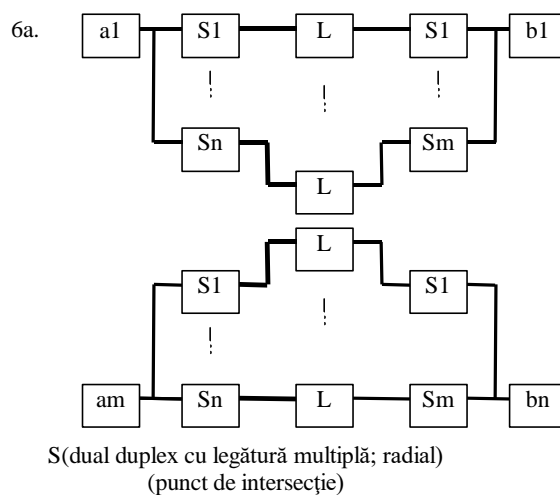 6a.
a1 S1 L S1 b1
Sn Sm
L
L
S1 S1
am Sn L Sm bn
S(dual duplex cu legătură multiplă; radial)
(punct de intersecţie)